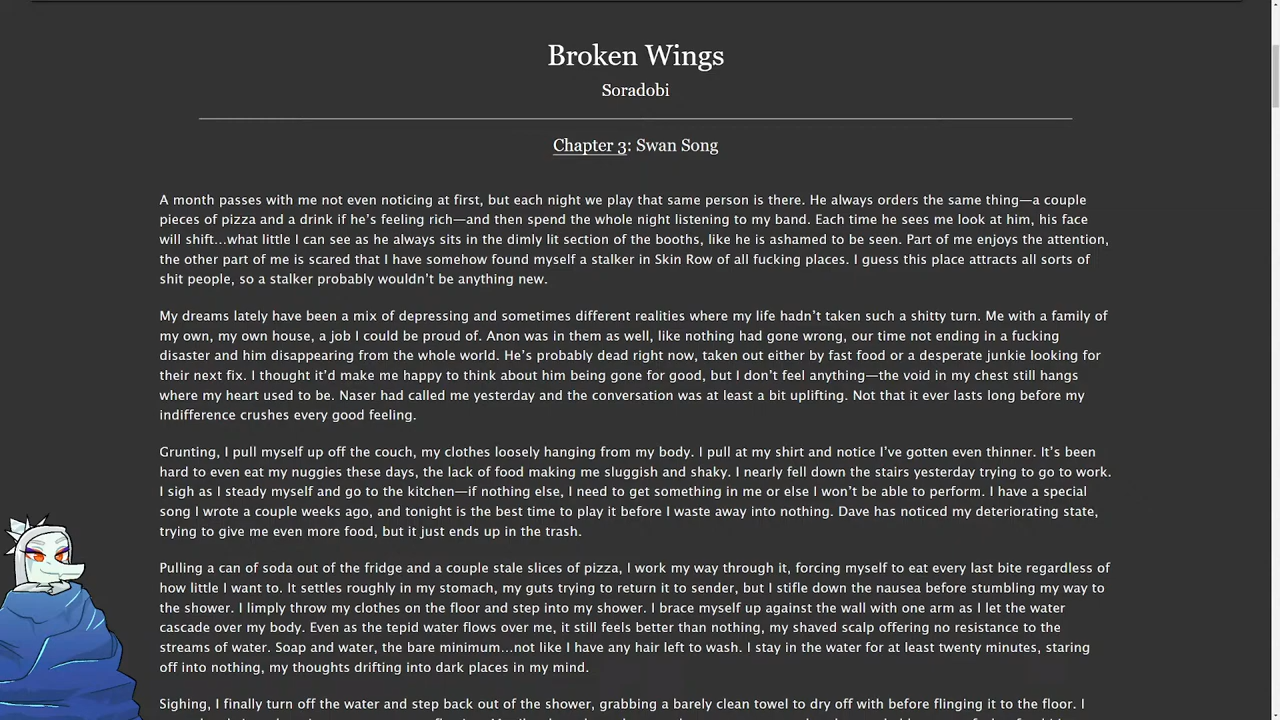 Broken Wings
Soradobi
Chapter 3: Swan Song
A month passes with me not even noticing at first, but each night we play that same person is there. He always orders the same thing—a couple
pieces of pizza and a drink if he’s feeling rich—and then spend the whole night listening to my band. Each time he sees me look at him, his face
will shift…what little I can see as he always sits in the dimly lit section of the booths, like he is ashamed to be seen. Part of me enjoys the attention,
the other part of me is scared that I have somehow found myself a stalker in Skin Row of all fucking places. I guess this place attracts all sorts of
shit people, so a stalker probably wouldn’t be anything new.
My dreams lately have been a mix of depressing and sometimes different realities where my life hadn’t taken such a shitty turn. Me with a family of
my own, my own house, a job I could be proud of. Anon was in them as well, like nothing had gone wrong, our time not ending in a fucking
disaster and him disappearing from the whole world. He’s probably dead right now, taken out either by fast food or a desperate junkie looking for
their next fix. I thought it’d make me happy to think about him being gone for good, but I don’t feel anything—the void in my chest still hangs
where my heart used to be. Naser had called me yesterday and the conversation was at least a bit uplifting. Not that it ever lasts long before my
indifference crushes every good feeling.
Grunting, I pull myself up off the couch, my clothes loosely hanging from my body. I pull at my shirt and notice I’ve gotten even thinner. It’s been
hard to even eat my nuggies these days, the lack of food making me sluggish and shaky. I nearly fell down the stairs yesterday trying to go to work.
I sigh as I steady myself and go to the kitchen—if nothing else, I need to get something in me or else I won’t be able to perform. I have a special
song I wrote a couple weeks ago, and tonight is the best time to play it before I waste away into nothing. Dave has noticed my deteriorating state,
trying to give me even more food, but it just ends up in the trash.
Pulling a can of soda out of the fridge and a couple stale slices of pizza, I work my way through it, forcing myself to eat every last bite regardless of
how little I want to. It settles roughly in my stomach, my guts trying to return it to sender, but I stifle down the nausea before stumbling my way to
the shower. I limply throw my clothes on the floor and step into my shower. I brace myself up against the wall with one arm as I let the water
cascade over my body. Even as the tepid water flows over me, it still feels better than nothing, my shaved scalp offering no resistance to the
streams of water. Soap and water, the bare minimum…not like I have any hair left to wash. I stay in the water for at least twenty minutes, staring
off into nothing, my thoughts drifting into dark places in my mind.
Sighing, I finally turn off the water and step back out of the shower, grabbing a barely clean towel to dry off with before flinging it to the floor. I